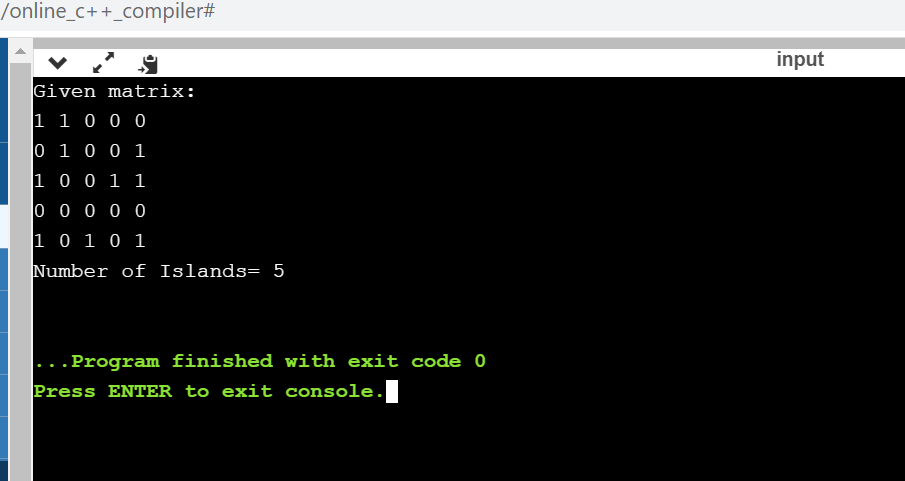 /online_c++_compiler#
input
Given matrix:
1 1 0 0 0
0 1 0 0 1
1 0 0 1 1
0 0 0 0 0
1 0 1 0 1
Number of Islands= 5
...Program finished with exit code 0
Press ENTER to exit console.